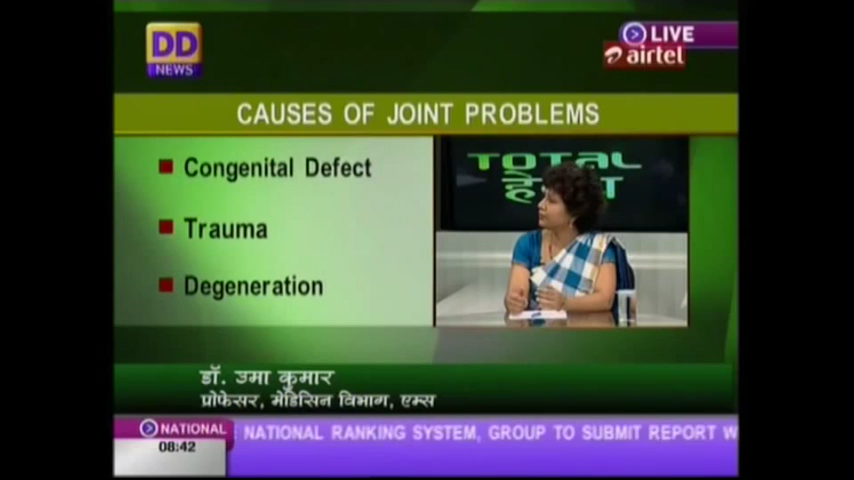 DD
NEWS
LIVE
airtel
CAUSES OF JOINT PROBLEMS
Congenital Defect
Trauma
Degeneration
TOTAL
डॉ. उमा कुमार
प्रोफेसर, मेडिसिन विभाग, एम्स
NATIONAL
08:42
NATIONAL RANKING SYSTEM, GROUP TO SUBMIT REPORT W